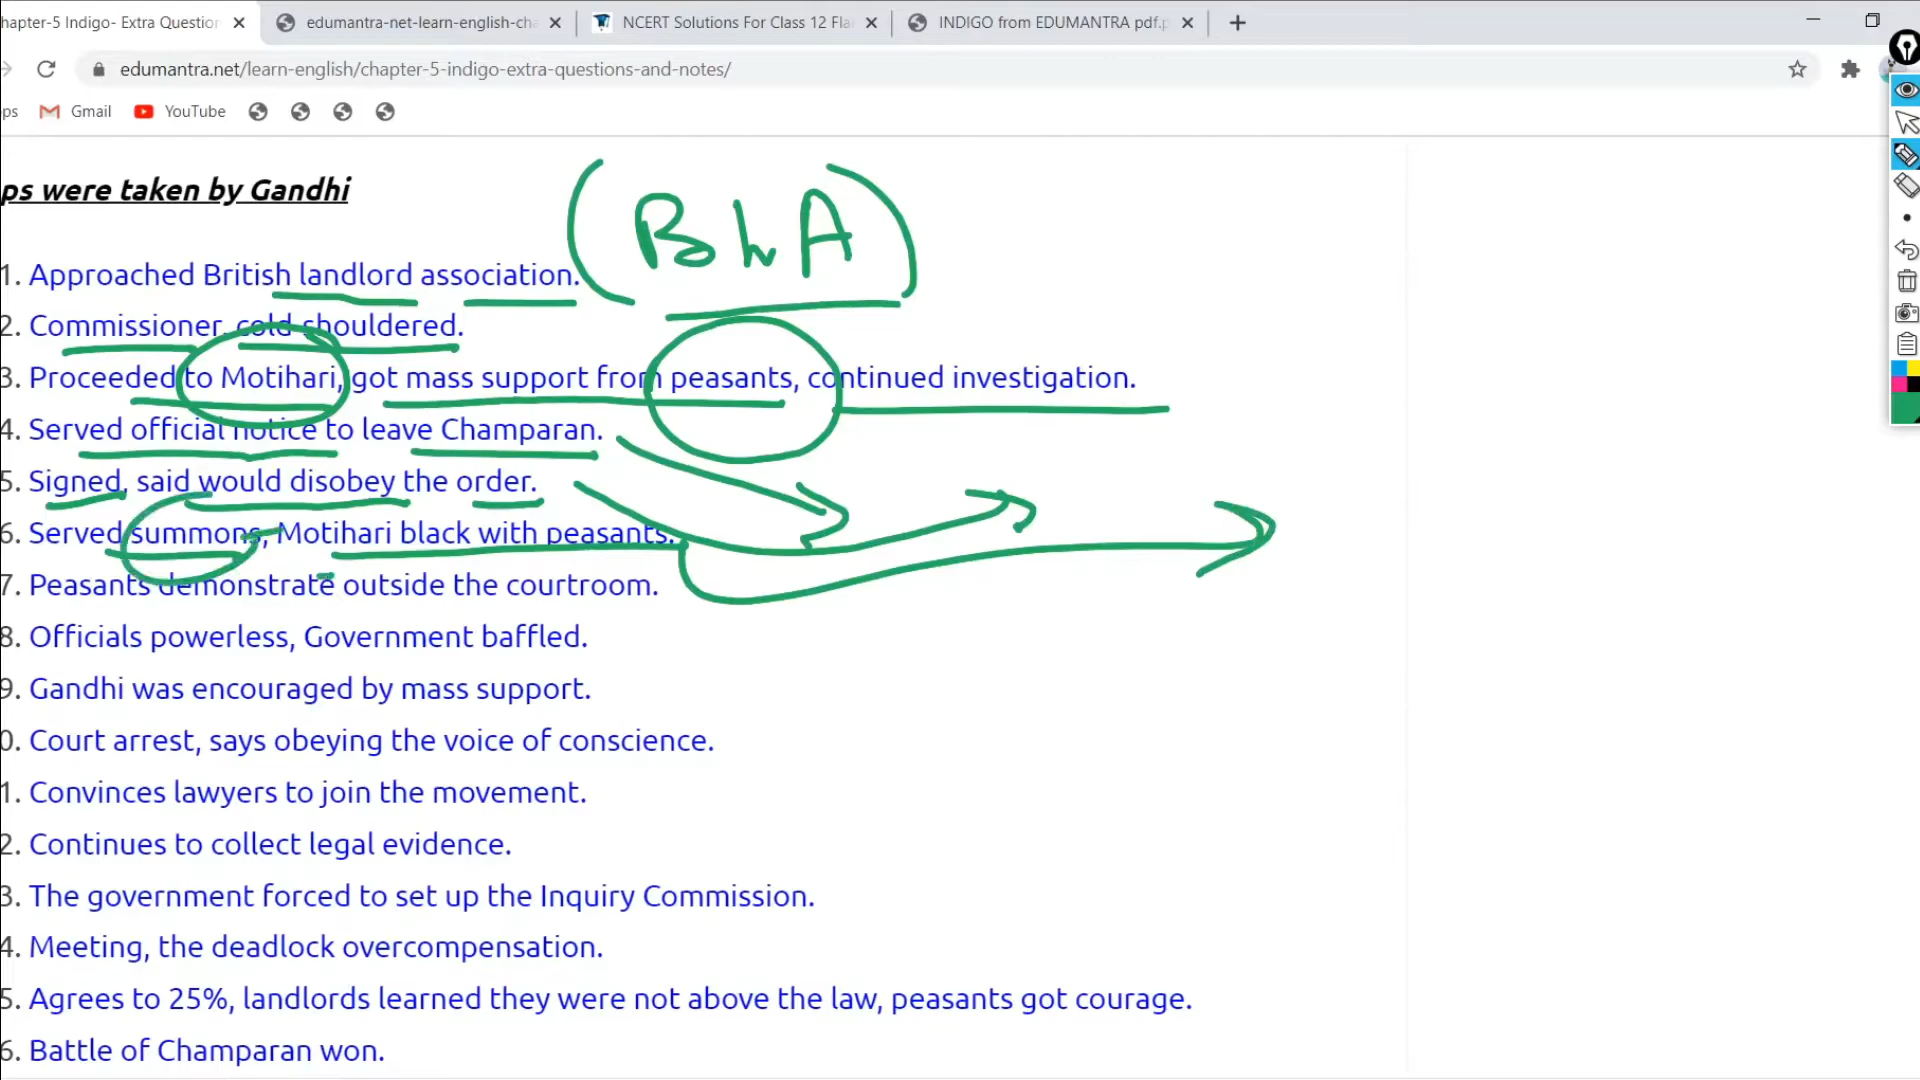 hapter-5 Indigo- Extra Question
edumantra-net-learn-english-cha
NCERT Solutions For Class 12 Fla
INDIGO from EDUMANTRA pdf.p
edumantra.net/learn-english/chapter-5-indigo-extra-questions-and-notes/
ps
Gmail
YouTube
ps were taken by Gandhi
(BLA)
1. Approached British landlord association.
2. Commissioner, cold shouldered.
3. Proceeded to Motihari, got mass support from peasants, continued investigation.
4. Served official notice to leave Champaran.
5. Signed, said would disobey the order.
6. Served summons, Motihari black with peasants.
7. Peasants demonstrate outside the courtroom.
8. Officials powerless, Government baffled.
9. Gandhi was encouraged by mass support.
0. Court arrest, says obeying the voice of conscience.
1. Convinces lawyers to join the movement.
2. Continues to collect legal evidence.
3. The government forced to set up the Inquiry Commission.
4. Meeting, the deadlock overcompensation.
5. Agrees to 25%, landlords learned they were not above the law, peasants got courage.
6. Battle of Champaran won.